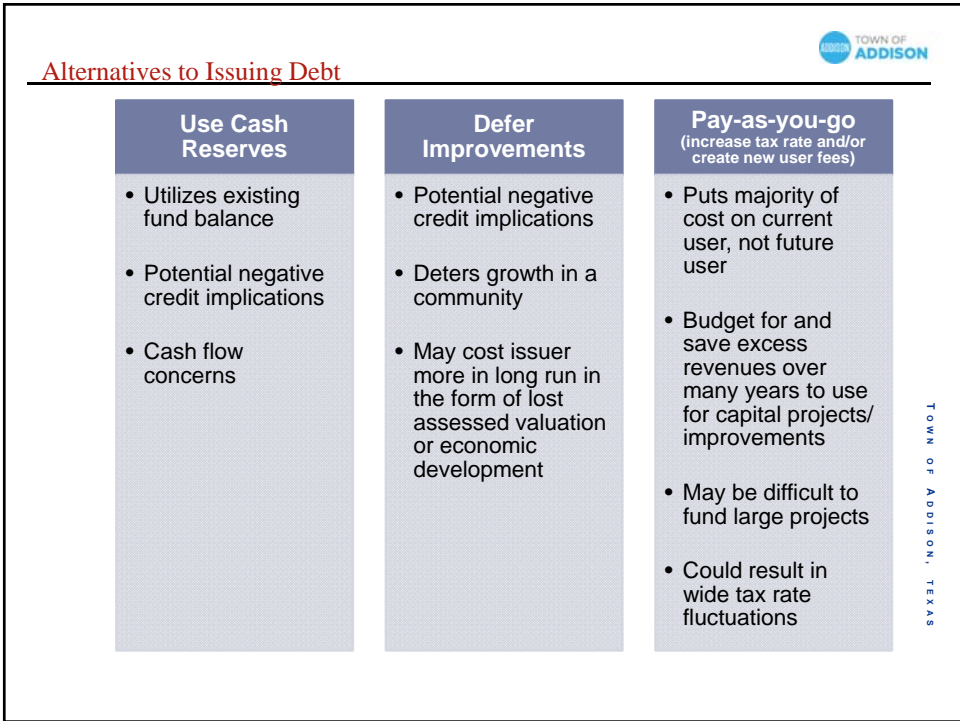 ADDISON
TOWN OF
ADDISON
Alternatives to Issuing Debt
Use Cash
Reserves
• Utilizes existing
fund balance
• Potential negative
credit implications
• Cash flow
concerns
Defer
Improvements
• Potential negative
credit implications
• Deters growth in a
community
• May cost issuer
more in long run in
the form of lost
assessed valuation
or economic
development
Pay-as-you-go
(increase tax rate and/or
create new user fees)
• Puts majority of
cost on current
user, not future
user
• Budget for and
save excess
revenues over
many years to use
for capital projects/
improvements
• May be difficult to
fund large projects
• Could result in
wide tax rate
fluctuations
TOWN OF ADDISON, TEXAS